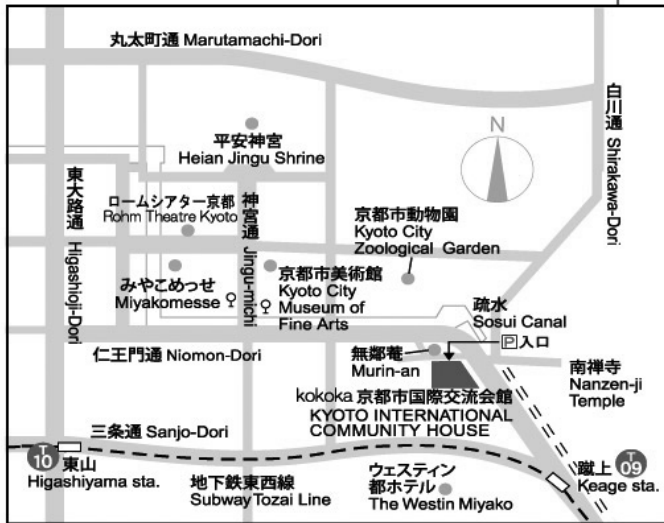 丸太町通 Marutamachi-Dori
白川通 Shirakawa-Dori
N
平安神宮
Heian Jingu Shrine
東大路通 Higashioji-Dori
ロームシアター京都
Rohm Theatre Kyoto
神宮通 Jingu-michi
京都市動物園
Kyoto City
Zoological Garden
みやこめっせ
Miyakomesse
京都市美術館
Kyoto City
Museum of
Fine Arts
疏水
Sosui Canal
P入口
仁王門通 Niomon-Dori
無鄰菴
Murin-an
南禅寺
Nanzen-ji
Temple
kokoka 京都市国際交流会館
KYOTO INTERNATIONAL
COMMUNITY HOUSE
三条通 Sanjo-Dori
T
10
東山
Higashiyama sta.
地下鉄東西線
Subway Tozai Line
ウェスティン
都ホテル
The Westin Miyako
蹴上
Keage sta.
T
09